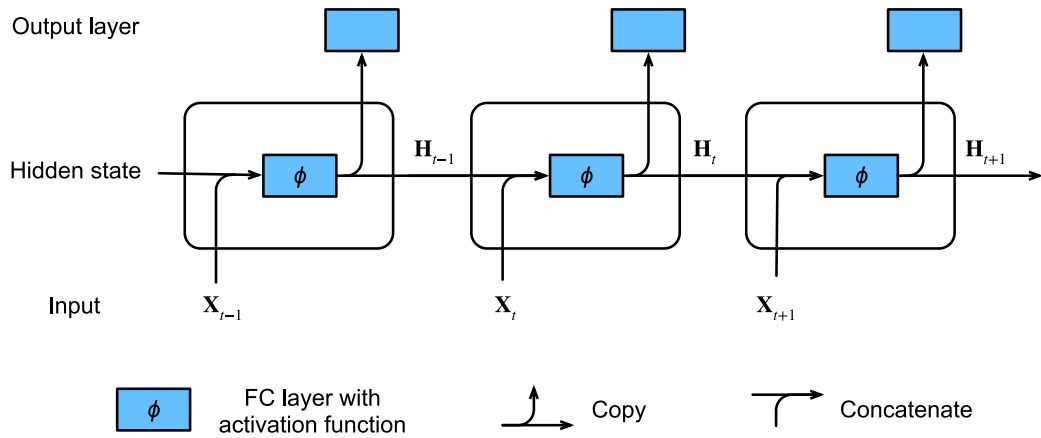 Output layer
Hidden state
ϕ
H_{t−1}
ϕ
H_t
ϕ
H_{t+1}
Input
X_{t−1}
X_t
X_{t+1}
ϕ
FC layer with
activation function
Copy
Concatenate